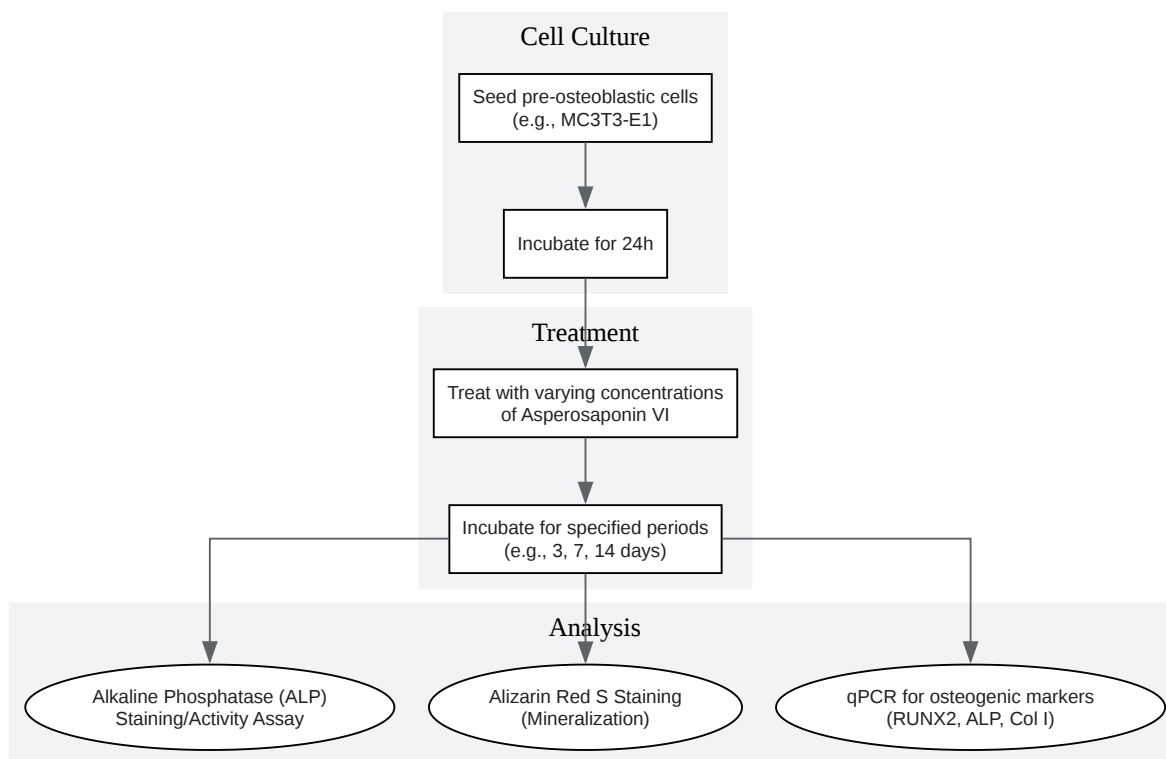 Cell Culture
Seed pre-osteoblastic cells
(e.g., MC3T3-E1)
Incubate for 24h
Treatment
Treat with varying concentrations
of Asperosaponin VI
Incubate for specified periods
(e.g., 3, 7, 14 days)
Analysis
Alkaline Phosphatase (ALP)
Staining/Activity Assay
Alizarin Red S Staining
(Mineralization)
qPCR for osteogenic markers
(RUNX2, ALP, Col I)